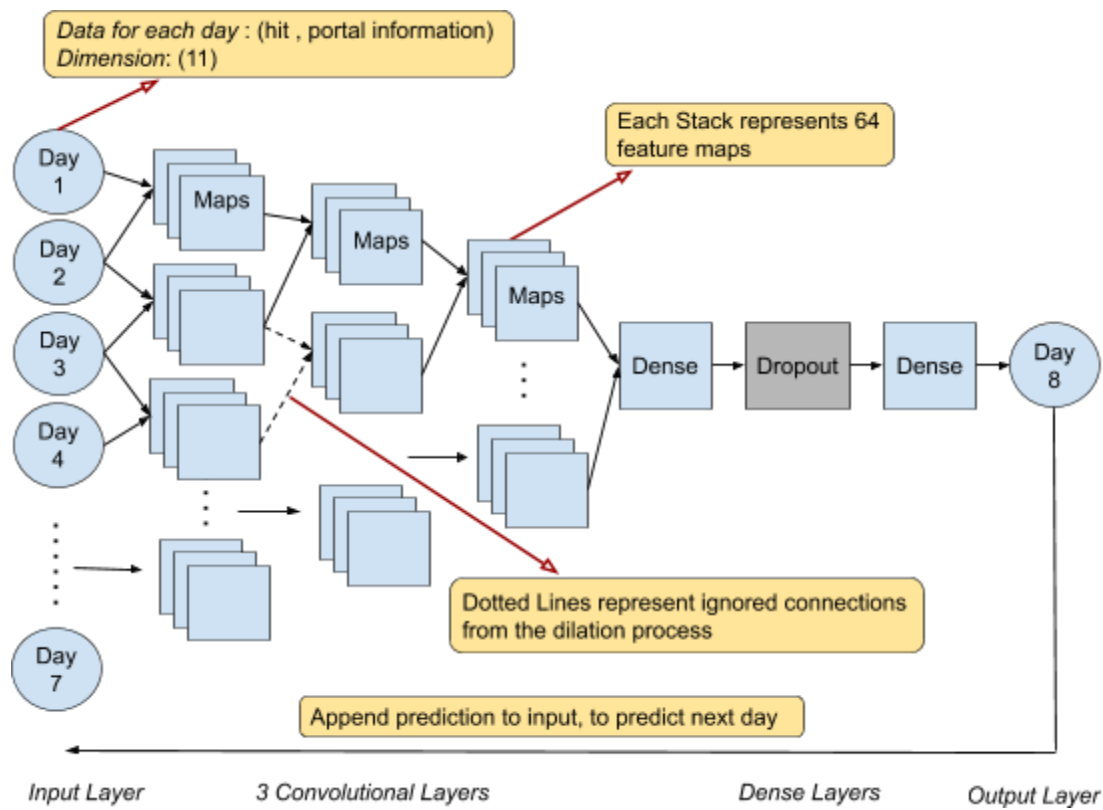 Data for each day : (hit , portal information)
Dimension: (11)
Each Stack represents 64
feature maps
Day
1
Day
2
Day
3
Day
4
Day
7
Maps
Maps
Maps
Dense
Dropout
Dense
Day
8
Dotted Lines represent ignored connections
from the dilation process
Append prediction to input, to predict next day
Input Layer
3 Convolutional Layers
Dense Layers
Output Layer